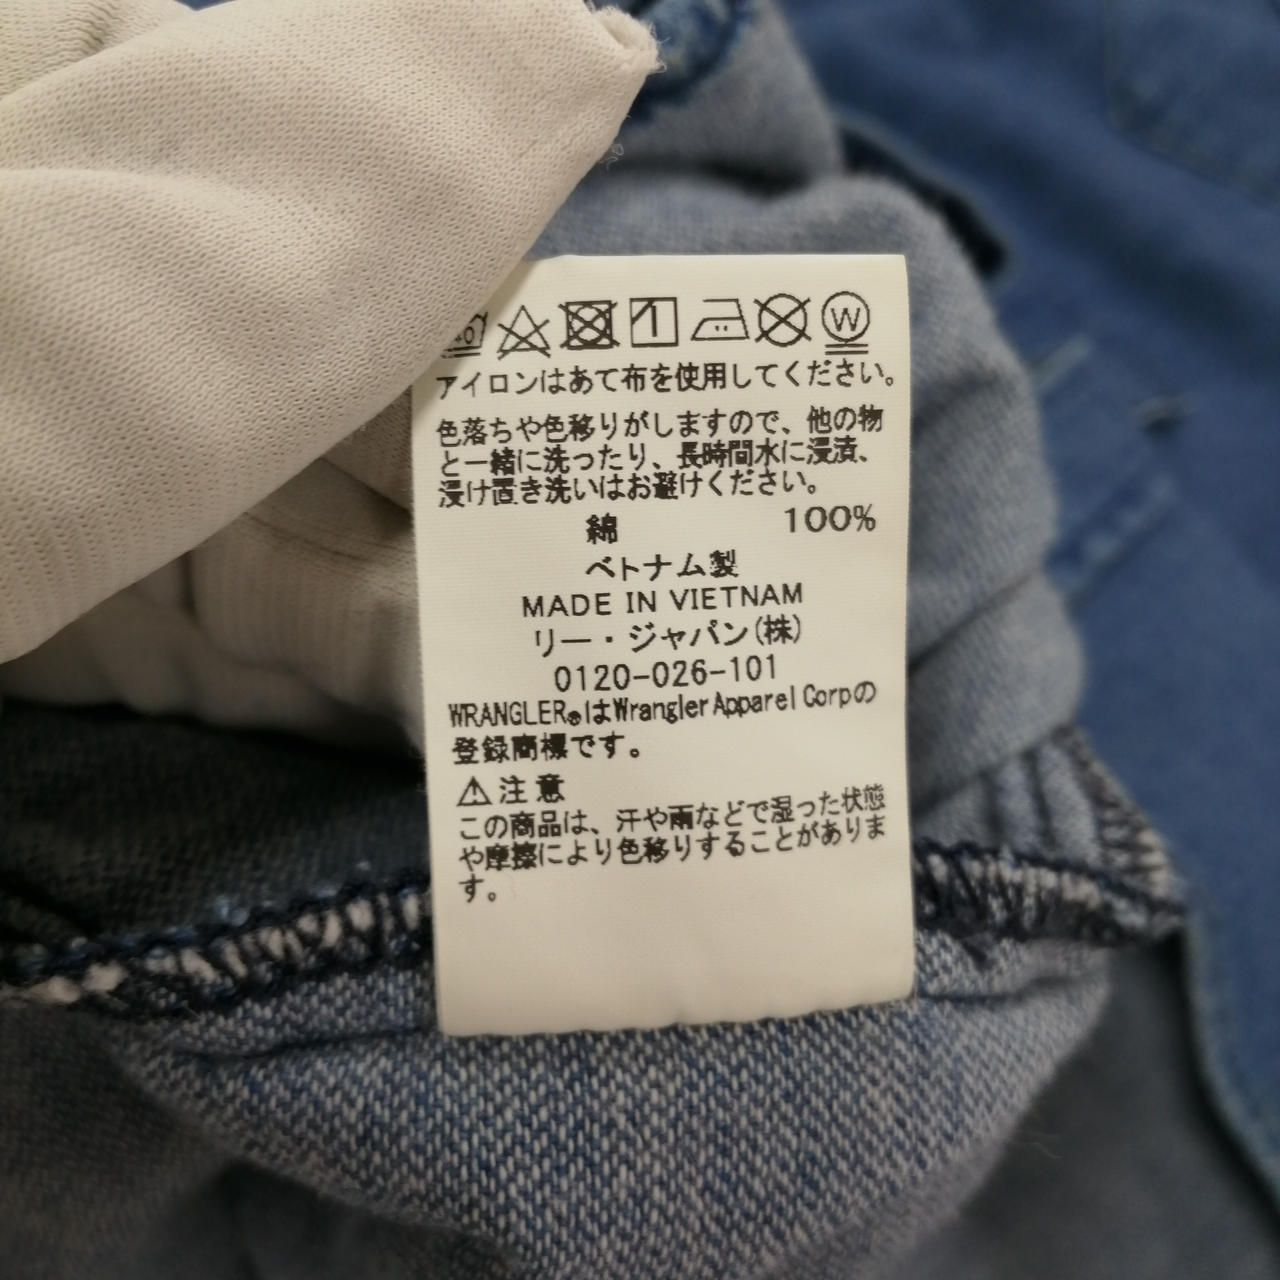 40
W
アイロンはあて布を使用してください。
色落ちや色移りがしますので、他の物
と一緒に洗ったり、長時間水に浸漬、
浸け置き洗いはお避けください。
綿 100%
ベトナム製
MADE IN VIETNAM
リー・ジャパン(株)
0120-026-101
WRANGLER®はWrangler Apparel Corpの
登録商標です。
⚠注意
この商品は、汗や雨などで湿った状態
や摩擦により色移りすることがありま
す。